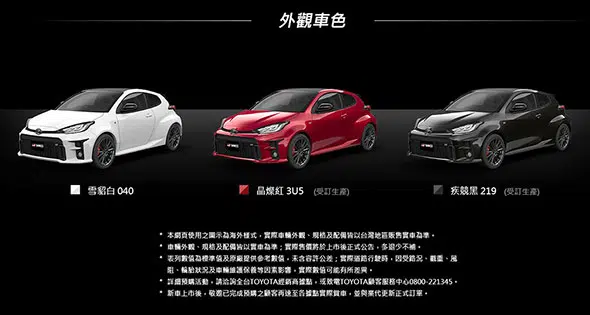 外觀車色
雪貂白 040
晶燦紅 3U5 (受訂生產)
疾競黑 219 (受訂生產)
* 本網頁使用之圖示為海外樣式，實際車輛外觀、規格及配備皆以台灣地區販售實車為準。
* 車輛外觀、規格及配備皆以實車為準；實際售價將於上市後正式公告，多退少不補。
* 表列數值為標準值及原廠提供參考數值，未含容許公差；實際道路行駛時，因受路況、載重、風
阻、輪胎狀況及車輛維護保養等因素影響，實際數值可能有所差異。
* 詳細預購活動，請洽詢全台TOYOTA經銷商據點，或致電TOYOTA顧客服務中心0800-221345。
* 新車上市後，敬邀已完成預購之顧客再速至各據點實際賞車，並與業代更新正式訂單。